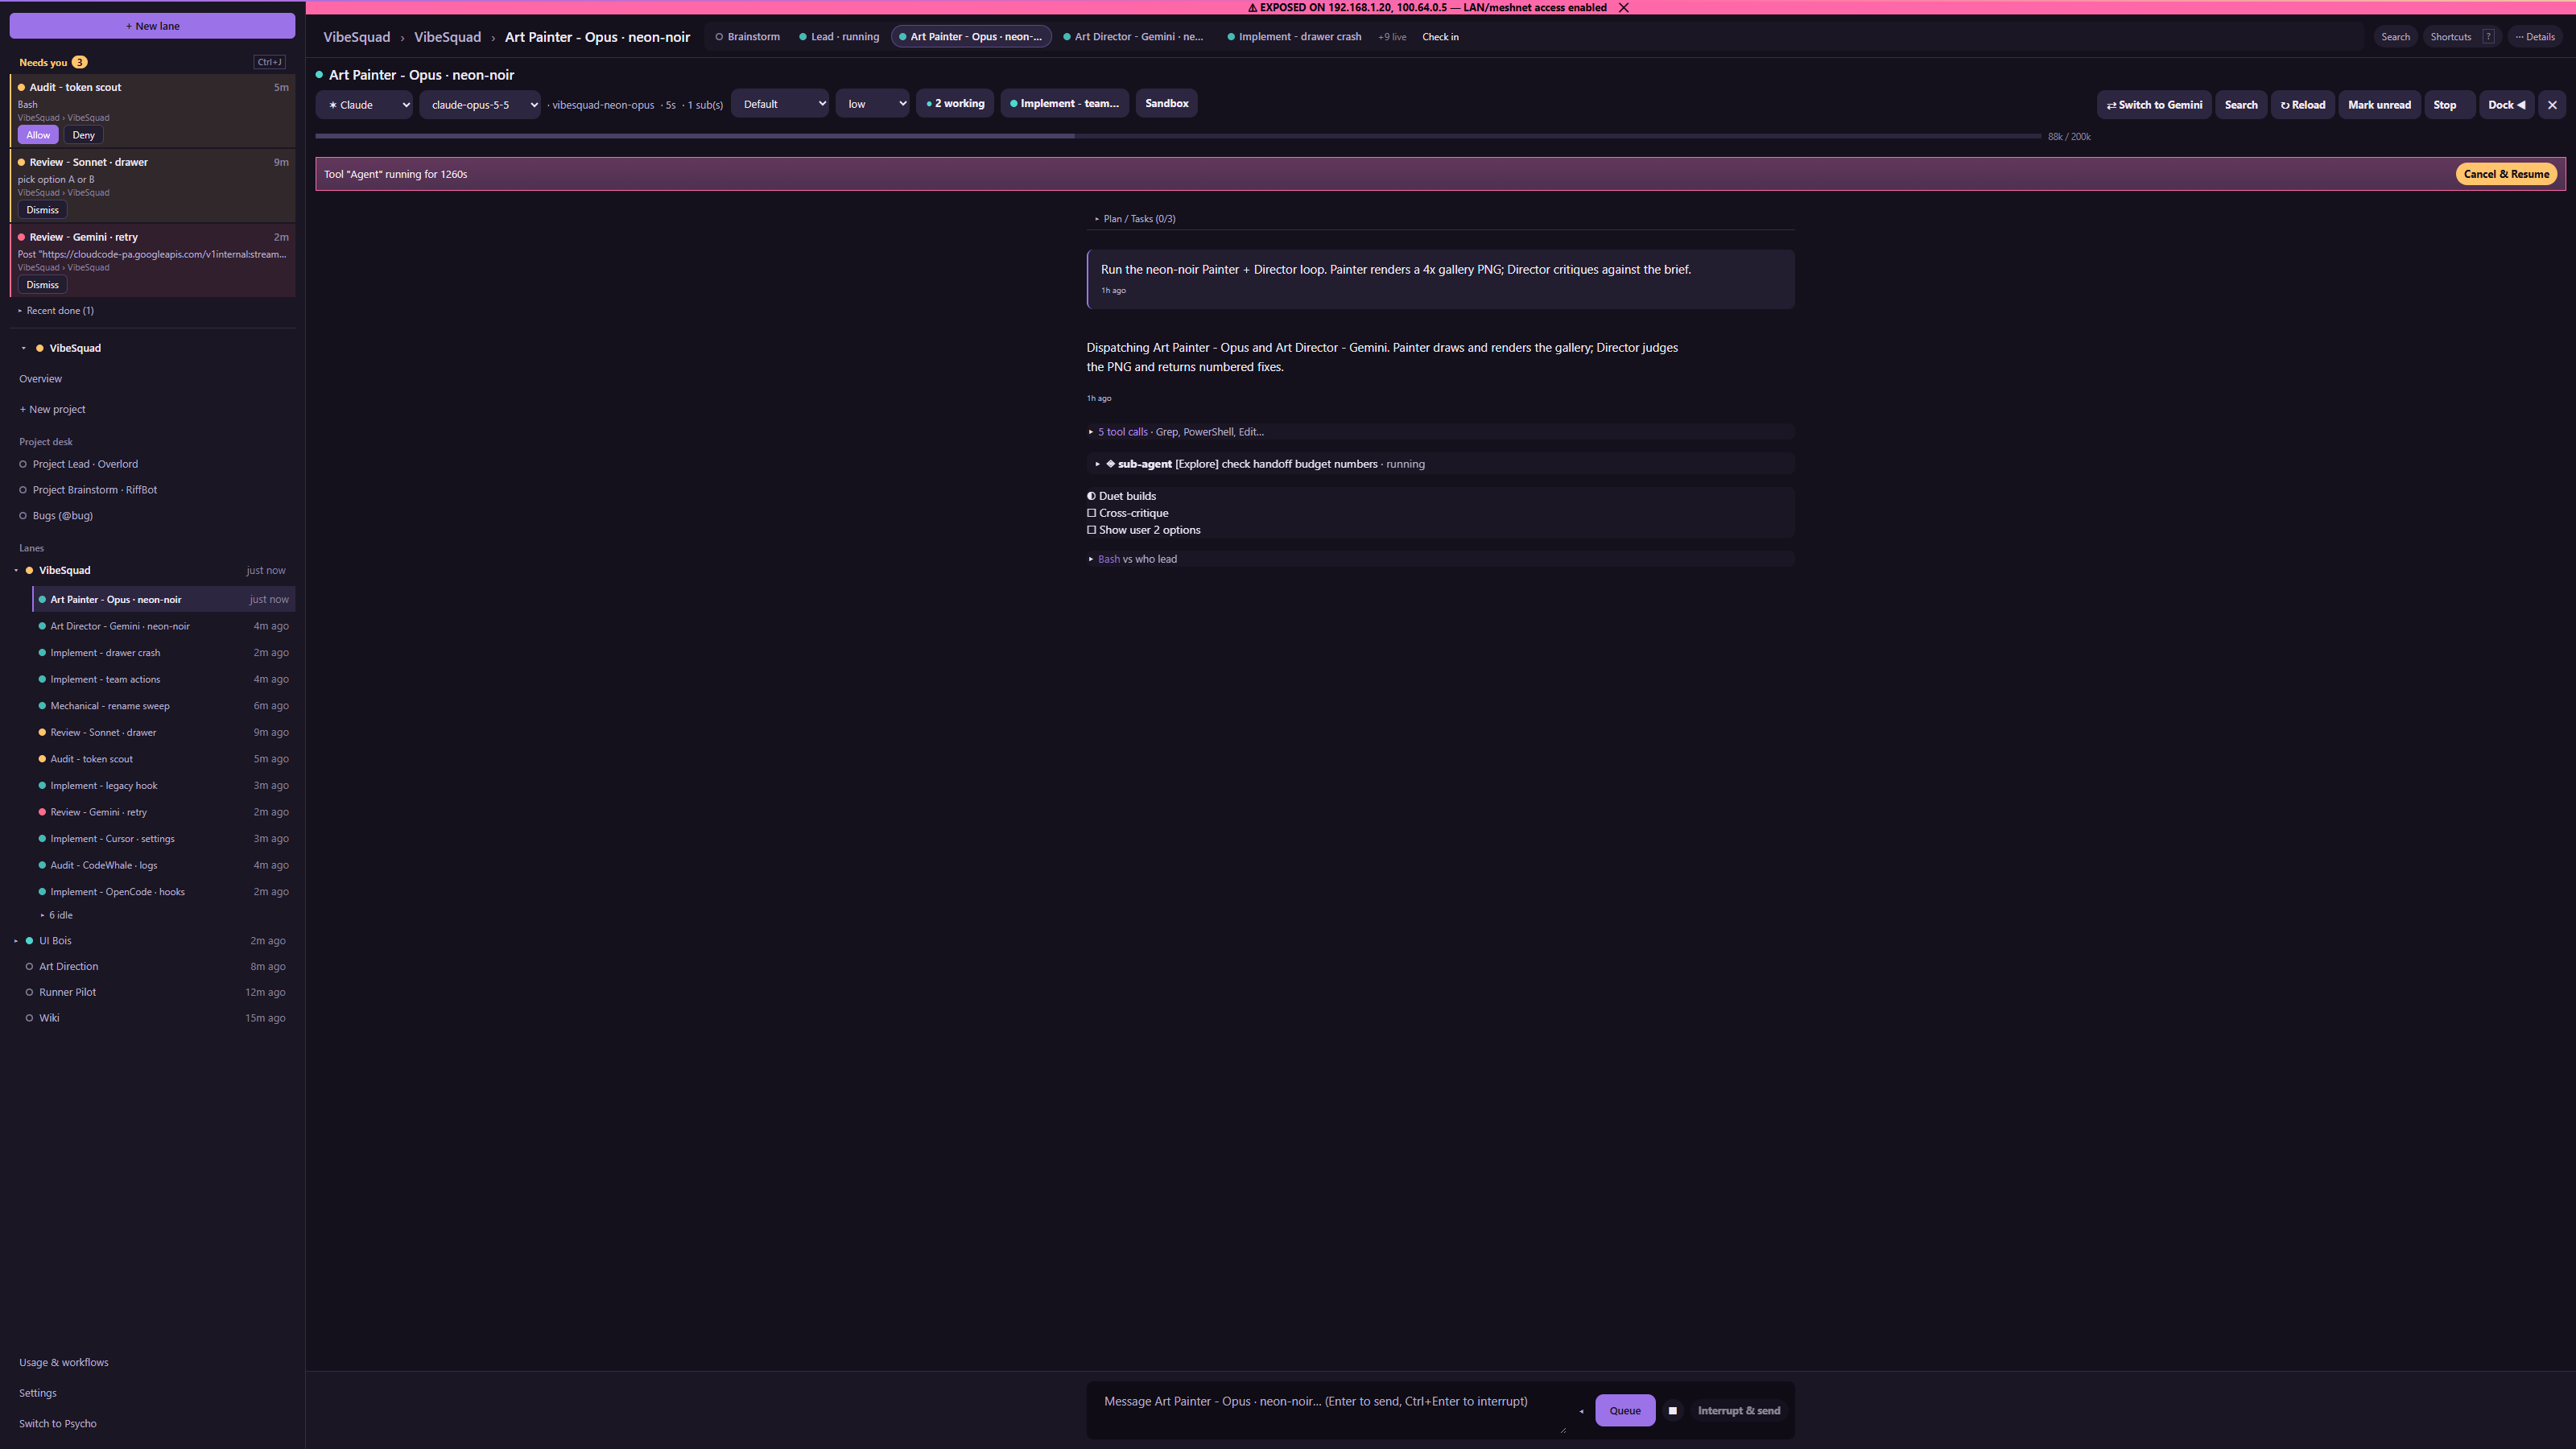 + New lane
Needs you 3 Ctrl+J
Audit - token scout 5m
Bash
VibeSquad › VibeSquad
Allow Deny
Review - Sonnet · drawer 9m
pick option A or B
VibeSquad › VibeSquad
Dismiss
Review - Gemini · retry 2m
Post "https://cloudcode-pa.googleapis.com/v1internal:stream...
VibeSquad › VibeSquad
Dismiss
Recent done (1)
VibeSquad
Overview
+ New project
Project desk
Project Lead · Overlord
Project Brainstorm · RiffBot
Bugs (@bug)
Lanes
VibeSquad just now
Art Painter - Opus · neon-noir just now
Art Director - Gemini · neon-noir 4m ago
Implement - drawer crash 2m ago
Implement - team actions 4m ago
Mechanical - rename sweep 6m ago
Review - Sonnet · drawer 9m ago
Audit - token scout 5m ago
Implement - legacy hook 3m ago
Review - Gemini · retry 2m ago
Implement - Cursor · settings 3m ago
Audit - CodeWhale · logs 4m ago
Implement - OpenCode · hooks 2m ago
6 idle
UI Bois 2m ago
Art Direction 8m ago
Runner Pilot 12m ago
Wiki 15m ago
Usage & workflows
Settings
Switch to Psycho
⚠ EXPOSED ON 192.168.1.20, 100.64.0.5 — LAN/meshnet access enabled ✕
VibeSquad › VibeSquad › Art Painter - Opus · neon-noir Brainstorm Lead · running Art Painter - Opus · neon-... Art Director - Gemini · ne... Implement - drawer crash +9 live Check in Search Shortcuts ? ··· Details
Art Painter - Opus · neon-noir
✶ Claude claude-opus-5-5 · vibesquad-neon-opus · 5s · 1 sub(s) Default low 2 working Implement - team... Sandbox ⇄ Switch to Gemini Search ↻ Reload Mark unread Stop Dock ◀ ✕
88k / 200k
Tool "Agent" running for 1260s Cancel & Resume
Plan / Tasks (0/3)
Run the neon-noir Painter + Director loop. Painter renders a 4x gallery PNG; Director critiques against the brief.
1h ago
Dispatching Art Painter - Opus and Art Director - Gemini. Painter draws and renders the gallery; Director judges
the PNG and returns numbered fixes.
1h ago
5 tool calls · Grep, PowerShell, Edit...
sub-agent [Explore] check handoff budget numbers · running
◐ Duet builds
☐ Cross-critique
☐ Show user 2 options
Bash vs who lead
Message Art Painter - Opus · neon-noir... (Enter to send, Ctrl+Enter to interrupt) Queue Interrupt & send